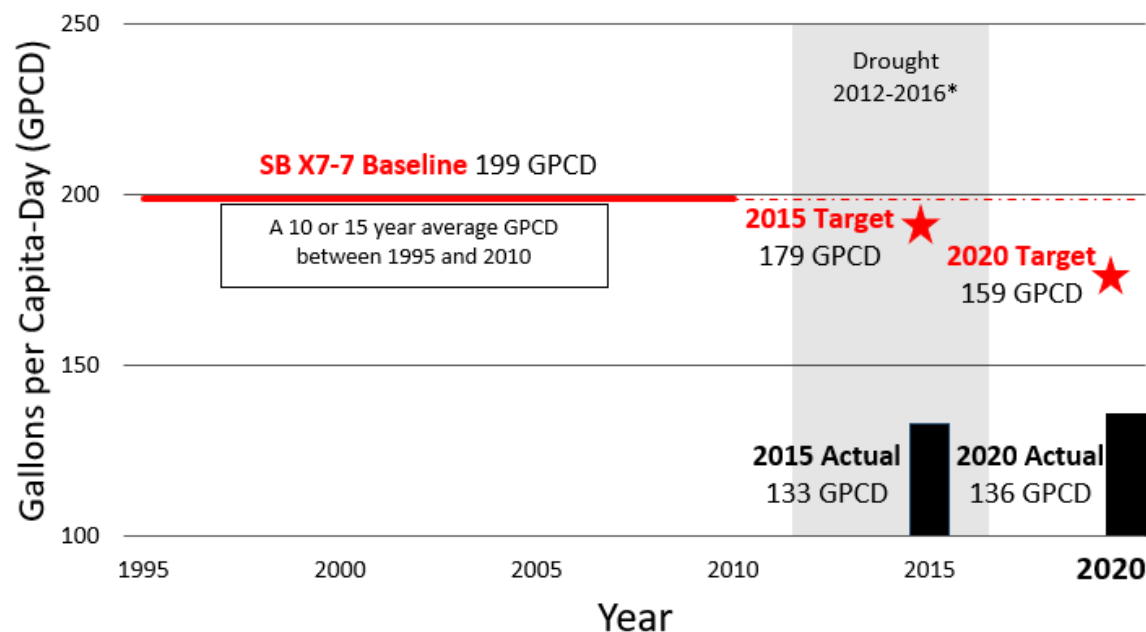 Gallons per Capita-Day (GPCD)
250
200
150
100
Drought
2012-2016*
SB X7-7 Baseline 199 GPCD
A 10 or 15 year average GPCD
between 1995 and 2010
2015 Target
179 GPCD
2020 Target
159 GPCD
2015 Actual
133 GPCD
2020 Actual
136 GPCD
1995 2000 2005 2010 2015 2020
Year